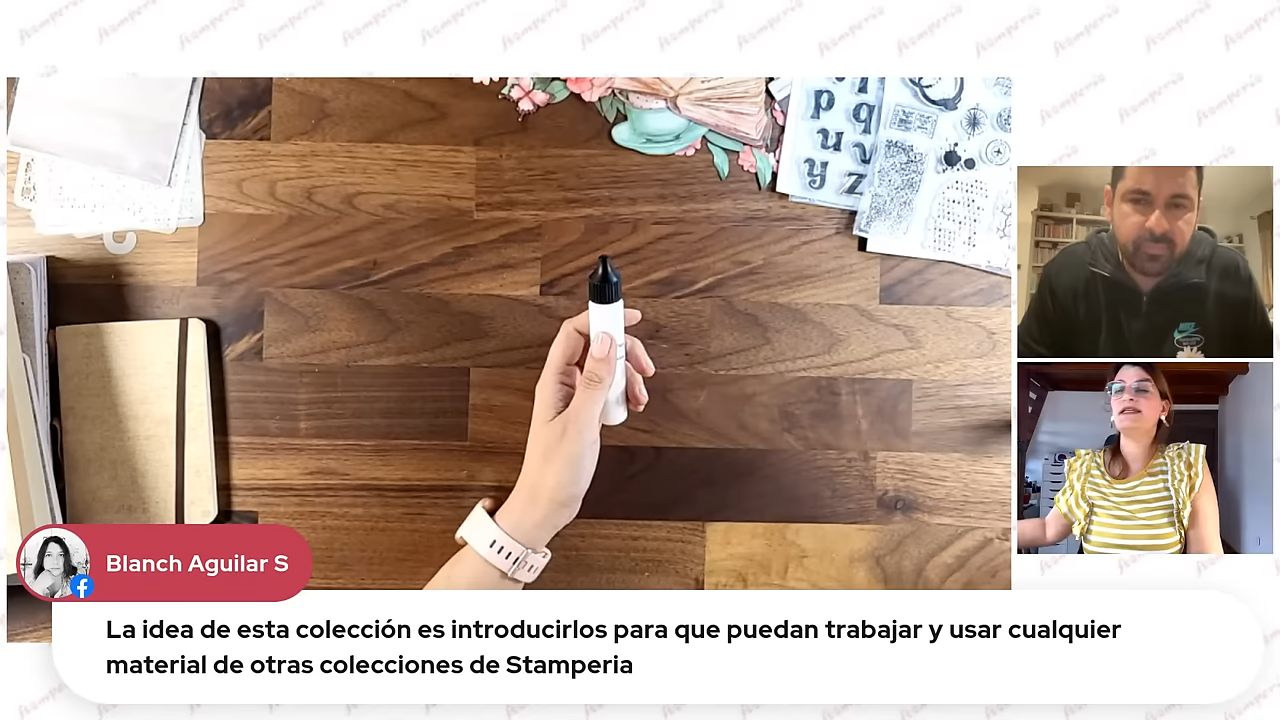 p q
u v
y z
Blanch Aguilar S
La idea de esta colección es introducirlos para que puedan trabajar y usar cualquier
material de otras colecciones de Stamperia